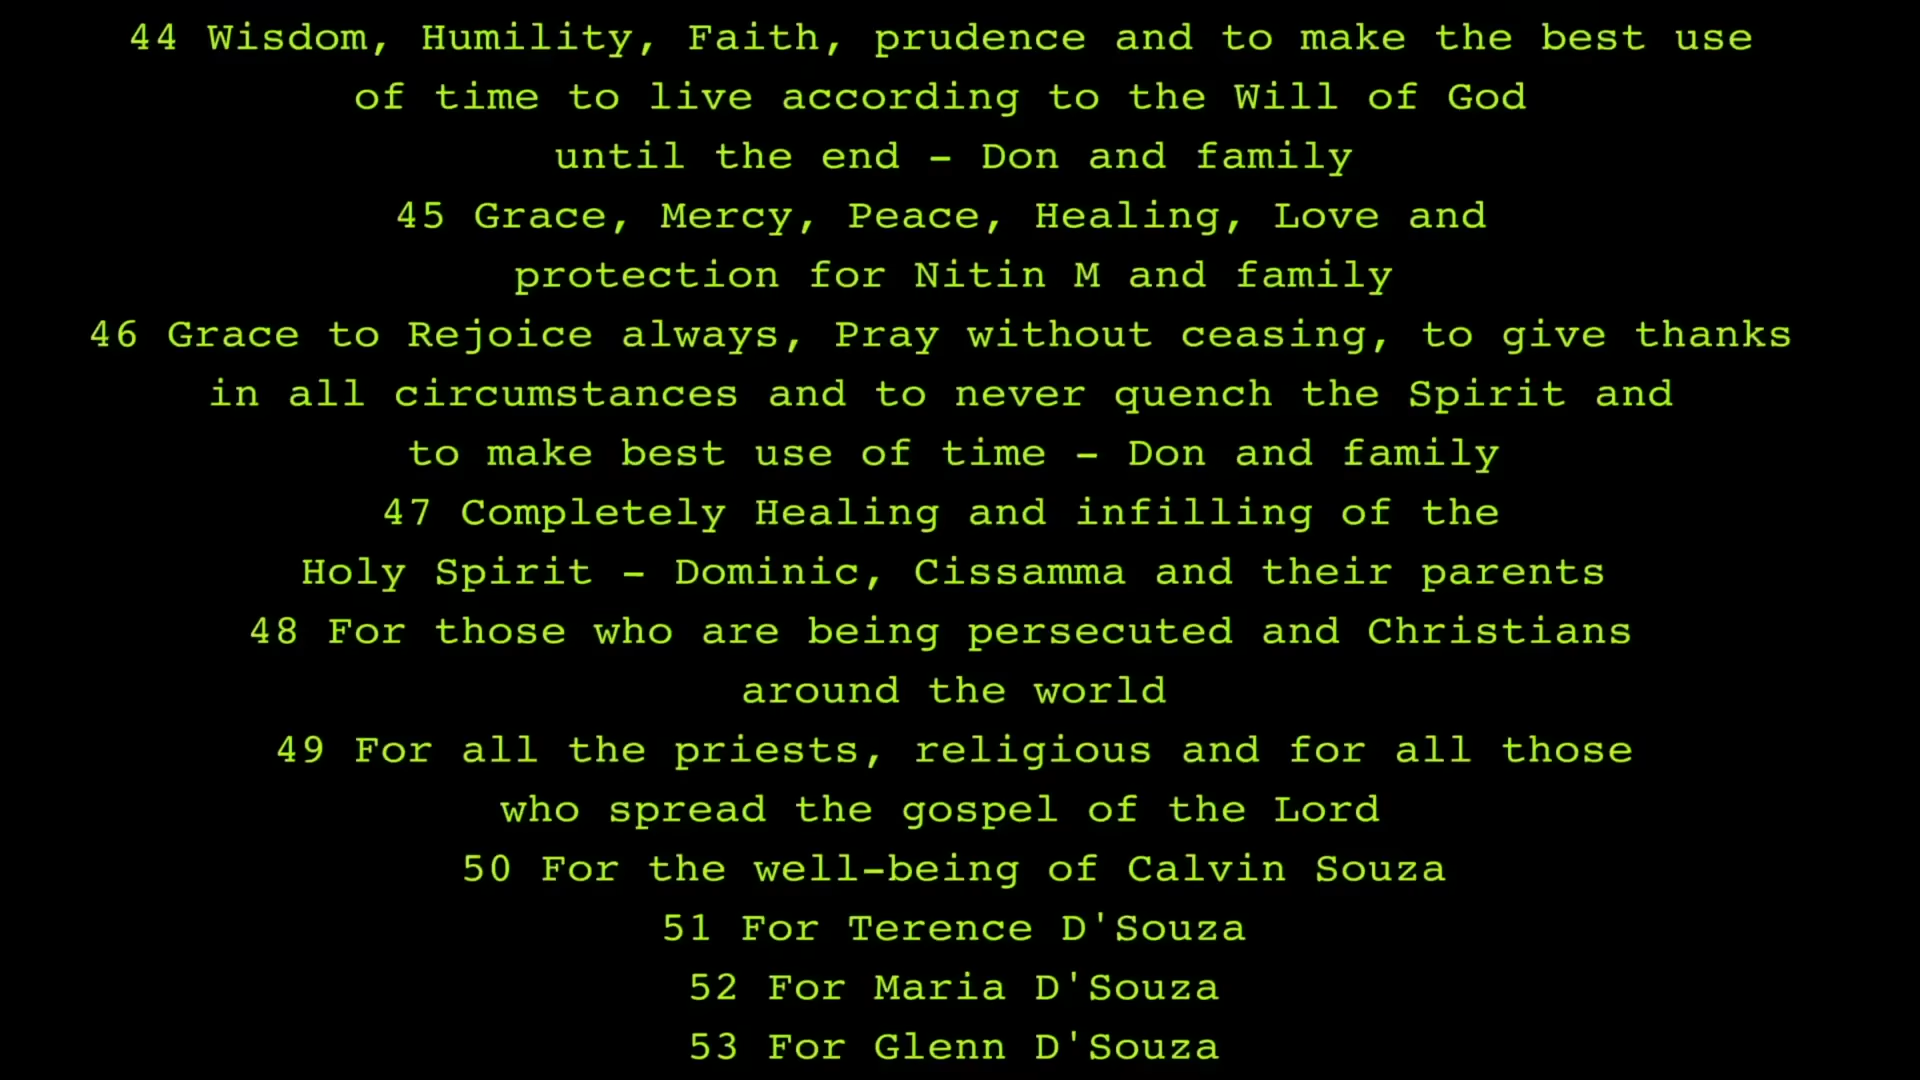 44 Wisdom, Humility, Faith, prudence and to make the best use
of time to live according to the Will of God
until the end - Don and family
45 Grace, Mercy, Peace, Healing, Love and
protection for Nitin M and family
46 Grace to Rejoice always, Pray without ceasing, to give thanks
in all circumstances and to never quench the Spirit and
to make best use of time - Don and family
47 Completely Healing and infilling of the
Holy Spirit - Dominic, Cissamma and their parents
48 For those who are being persecuted and Christians
around the world
49 For all the priests, religious and for all those
who spread the gospel of the Lord
50 For the well-being of Calvin Souza
51 For Terence D'Souza
52 For Maria D'Souza
53 For Glenn D'Souza